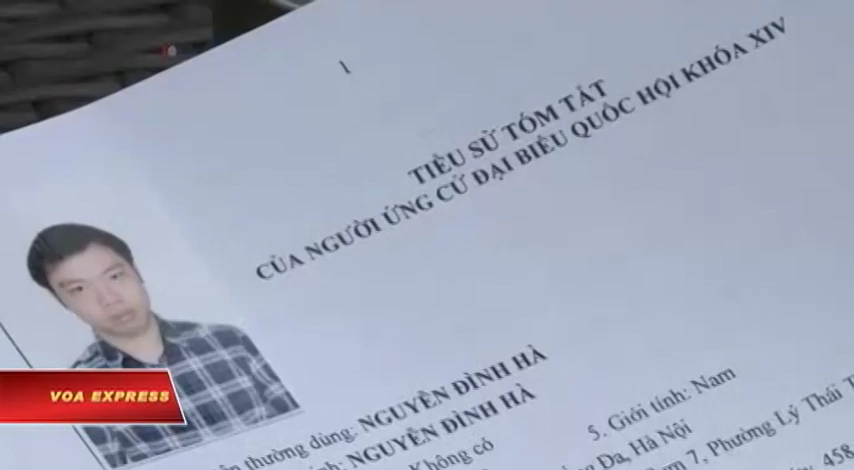 1
TIỂU SỬ TÓM TẮT
CỦA NGƯỜI ỨNG CỬ ĐẠI BIỂU QUỐC HỘI KHÓA XIV
thường dùng: NGUYỄN ĐÌNH HÀ
NGUYỄN ĐÌNH HÀ
5. Giới tính: Nam
Không có
Đa, Hà Nội
7, Phường Lý Thái
458
VOA EXPRESS